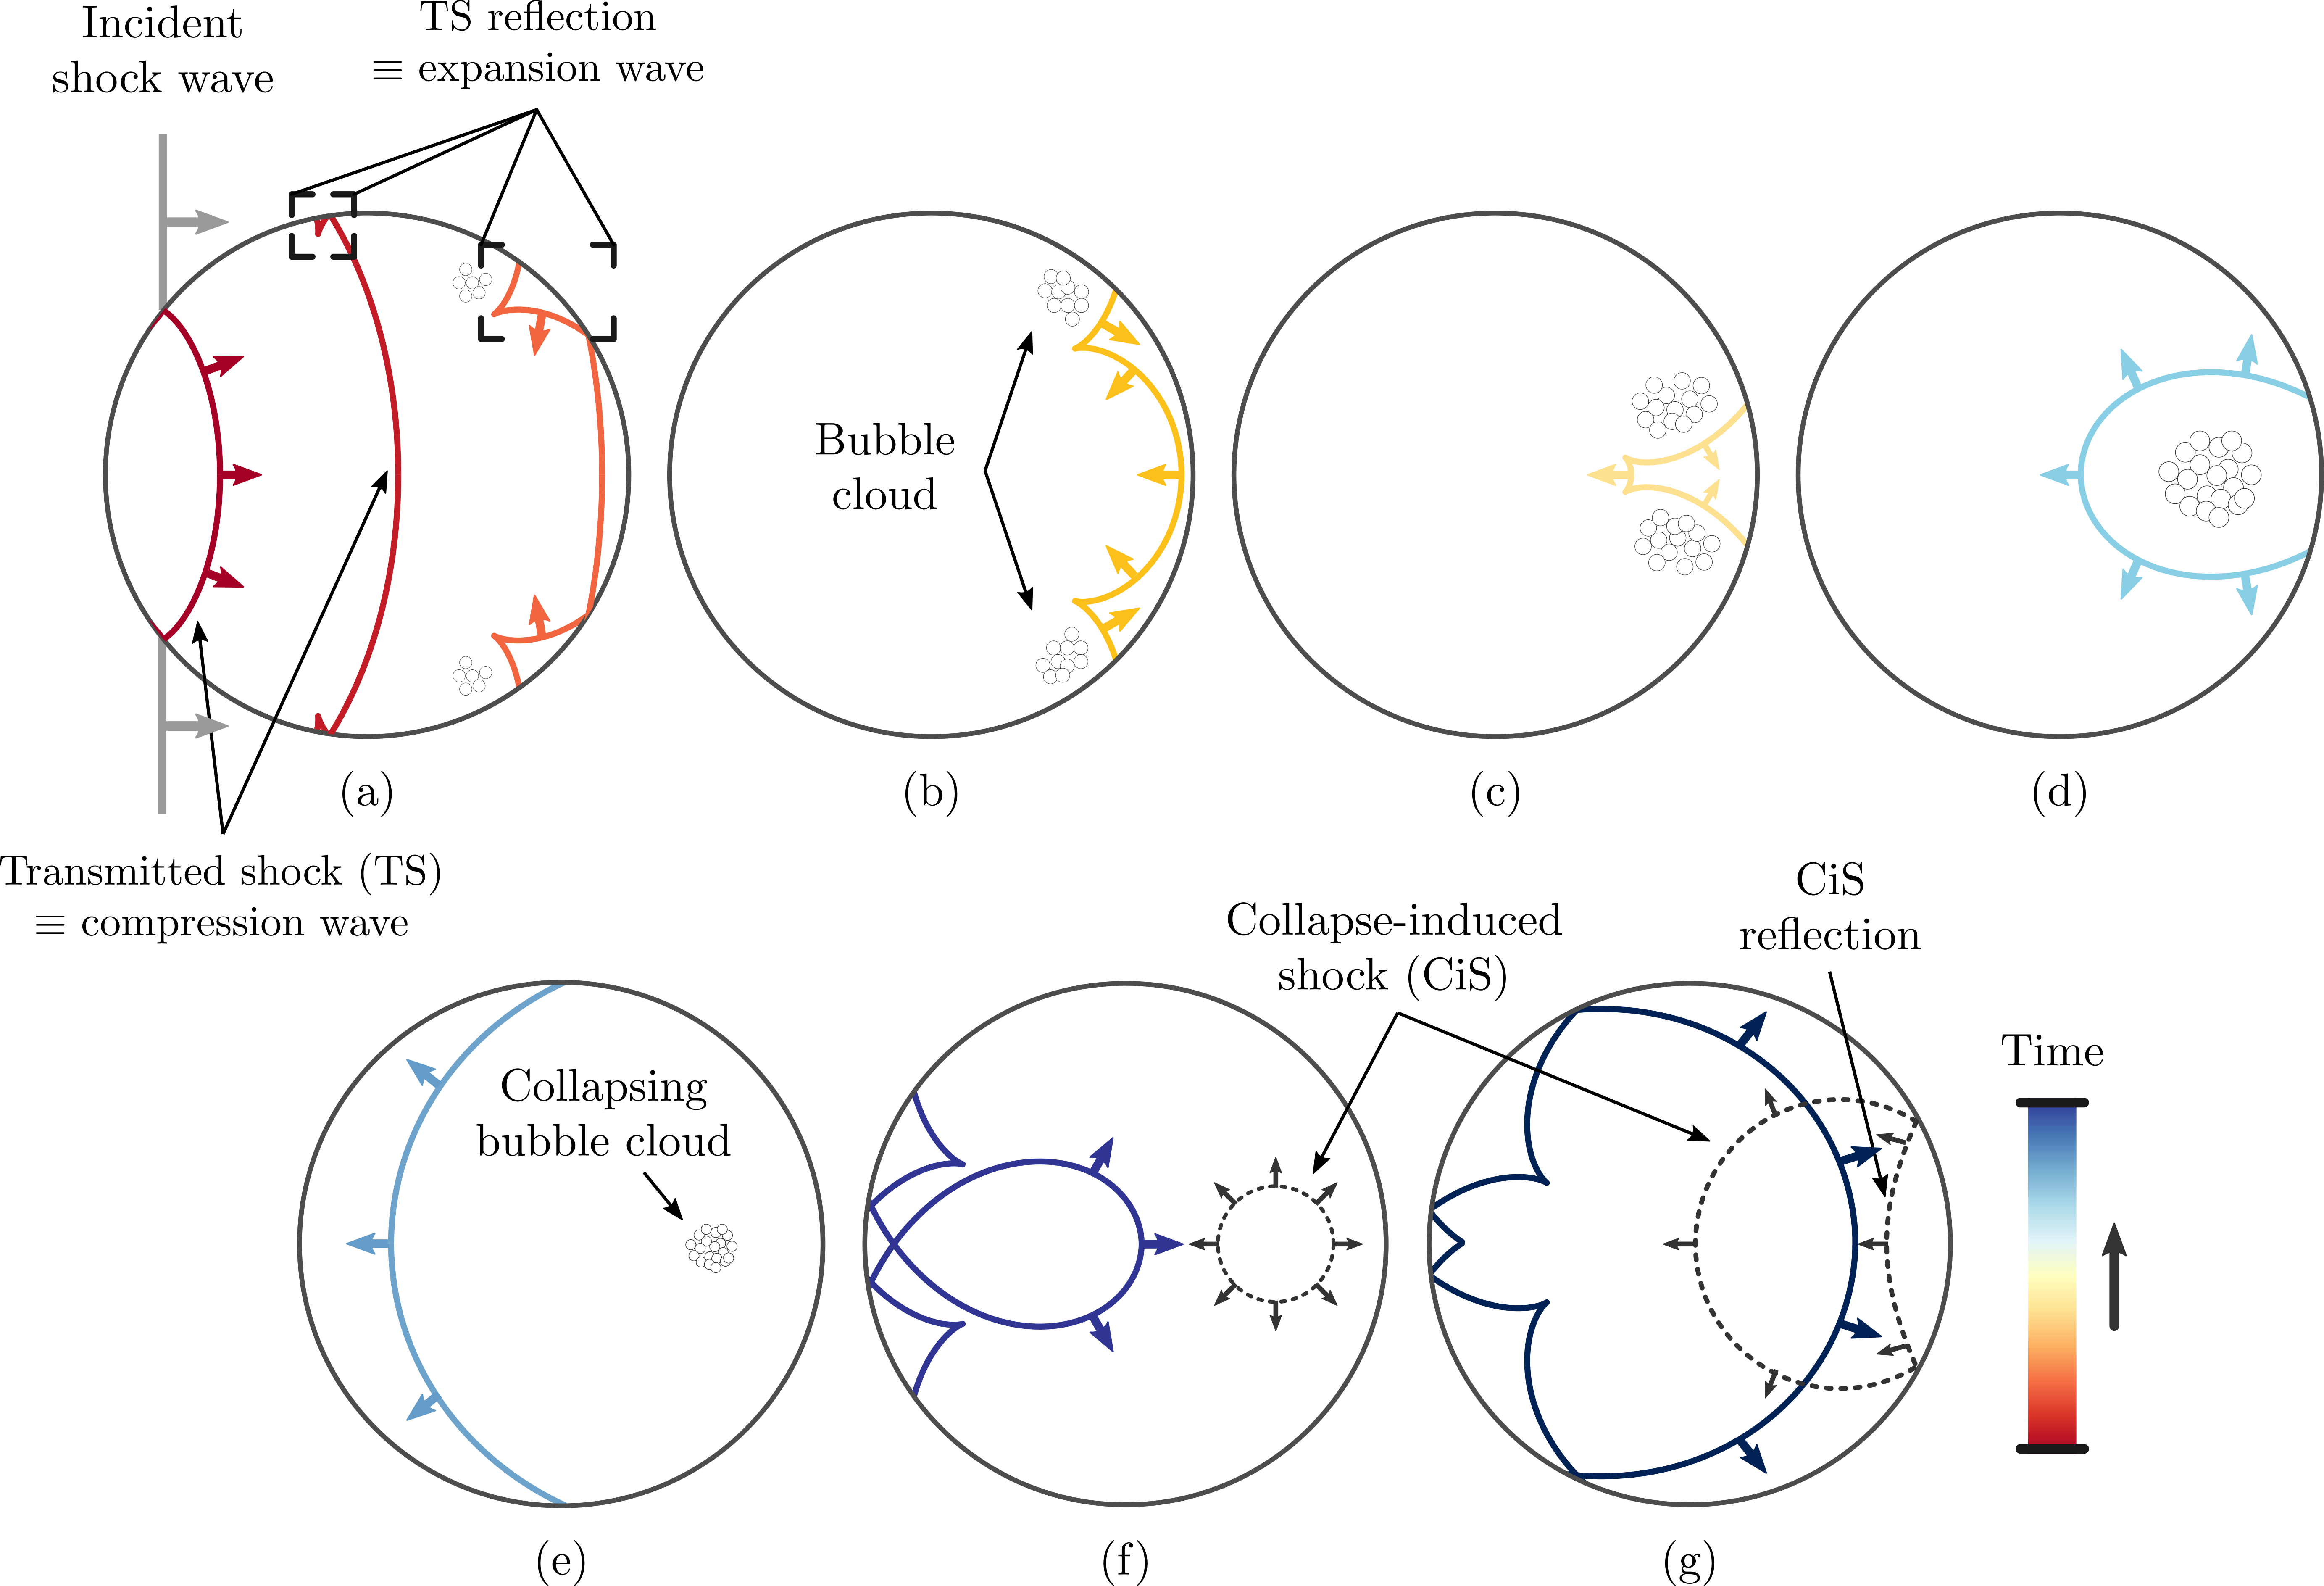 Incident
shock wave
TS reflection
≡ expansion wave
Bubble
cloud
(a)
(b)
(c)
(d)
Transmitted shock (TS)
≡ compression wave
Collapse-induced
shock (CiS)
CiS
reflection
Collapsing
bubble cloud
Time
(e)
(f)
(g)